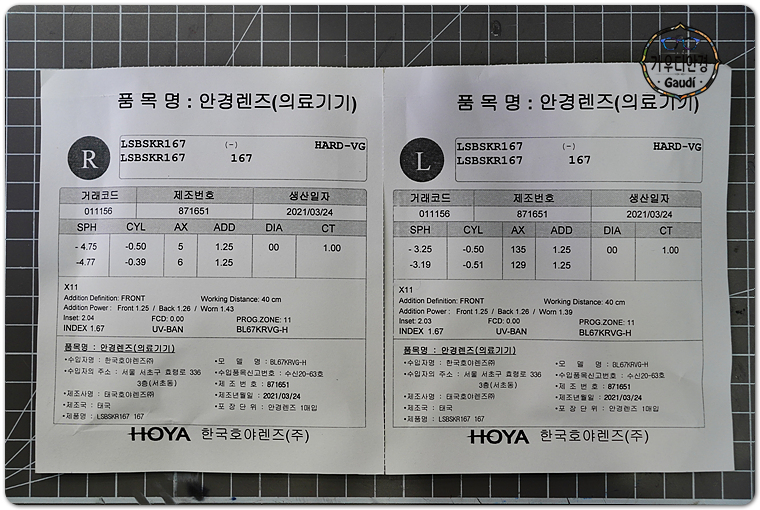 가우디안경
Gaudí
품 목 명 : 안경렌즈(의료기기)
R
LSBSKR167 (-) HARD-VG
LSBSKR167 167
거래코드 제조번호 생산일자
011156 871651 2021/03/24
SPH CYL AX ADD DIA CT
- 4.75 -0.50 5 1.25 00 1.00
-4.77 -0.39 6 1.25
X11
Addition Definition: FRONT Working Distance: 40 cm
Addition Power : Front 1.25 / Back 1.26 / Worn 1.43
Inset: 2.04 FCD: 0.00 PROG.ZONE: 11
INDEX 1.67 UV-BAN BL67KRVG-H
품목명: 안경렌즈(의료기기)
•수입자명 : 한국호야렌즈㈜ •모 델 명 : BL67KRVG-H
•수입자의 주소 : 서울 서초구 효령로 336 •수입품목신고번호 : 수신20-63호
3층(서초동) •제 조 번 호 : 871651
•제조사명 : 태국호야렌즈㈜ •제조년월일 : 2021/03/24
•제조국 : 태국 •포 장 단 위 : 안경렌즈 1매입
•제품명 : LSBSKR167 167
HOYA 한국호야렌즈(주)
품 목 명 : 안경렌즈(의료기기)
L
LSBSKR167 (-) HARD-VG
LSBSKR167 167
거래코드 제조번호 생산일자
011156 871651 2021/03/24
SPH CYL AX ADD DIA CT
- 3.25 -0.50 135 1.25 00 1.00
-3.19 -0.51 129 1.25
X11
Addition Definition: FRONT Working Distance: 40 cm
Addition Power : Front 1.25 / Back 1.26 / Worn 1.39
Inset: 2.03 FCD: 0.00 PROG.ZONE: 11
INDEX 1.67 UV-BAN BL67KRVG-H
품목명: 안경렌즈(의료기기)
•수입자명 : 한국호야렌즈㈜ •모 델 명 : BL67KRVG-H
•수입자의 주소 : 서울 서초구 효령로 336 •수입품목신고번호 : 수신20-63호
3층(서초동) •제 조 번 호 : 871651
•제조사명 : 태국호야렌즈㈜ •제조년월일 : 2021/03/24
•제조국 : 태국 •포 장 단 위 : 안경렌즈 1매입
•제품명 : LSBSKR167 167
HOYA 한국호야렌즈(주)